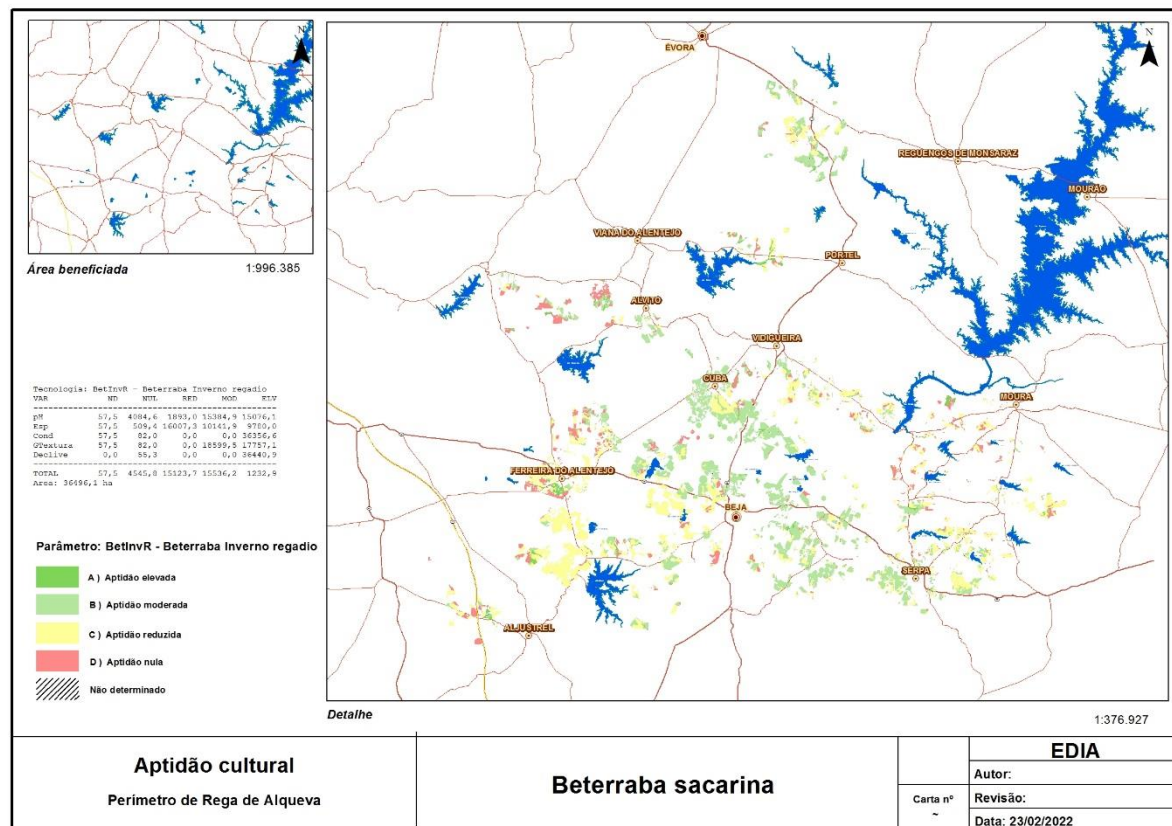 N
Área beneficiada
1:996.385
Tecnologia: BetInvR - Beterraba Inverno regadio
VAR ND NUL RED MOD ELV
pH 57,5 4084,6 1893,0 15384,9 15076,1
Esp 57,5 509,4 16007,3 10141,9 9780,0
Cond 57,5 82,0 0,0 0,0 36356,6
GTextura 57,5 82,0 0,0 18599,5 17757,1
Declive 0,0 55,3 0,0 0,0 36440,9
TOTAL 57,5 4545,8 15123,7 15536,2 1232,9
Area: 36496,1 ha
Parâmetro: BetInvR - Beterraba Inverno regadio
A ) Aptidão elevada
B ) Aptidão moderada
C ) Aptidão reduzida
D ) Aptidão nula
Não determinado
N
ÉVORA
REGUENGOS DE MONSARAZ
MOURÃO
VIANA DO ALENTEJO
PORTEL
ALVITO
VIDIGUEIRA
CUBA
MOURA
FERREIRA DO ALENTEJO
BEJA
SERPA
ALJUSTREL
Detalhe
1:376.927
Aptidão cultural
Perímetro de Rega de Alqueva
Beterraba sacarina
Carta nº
~
EDIA
Autor:
Revisão:
Data: 23/02/2022